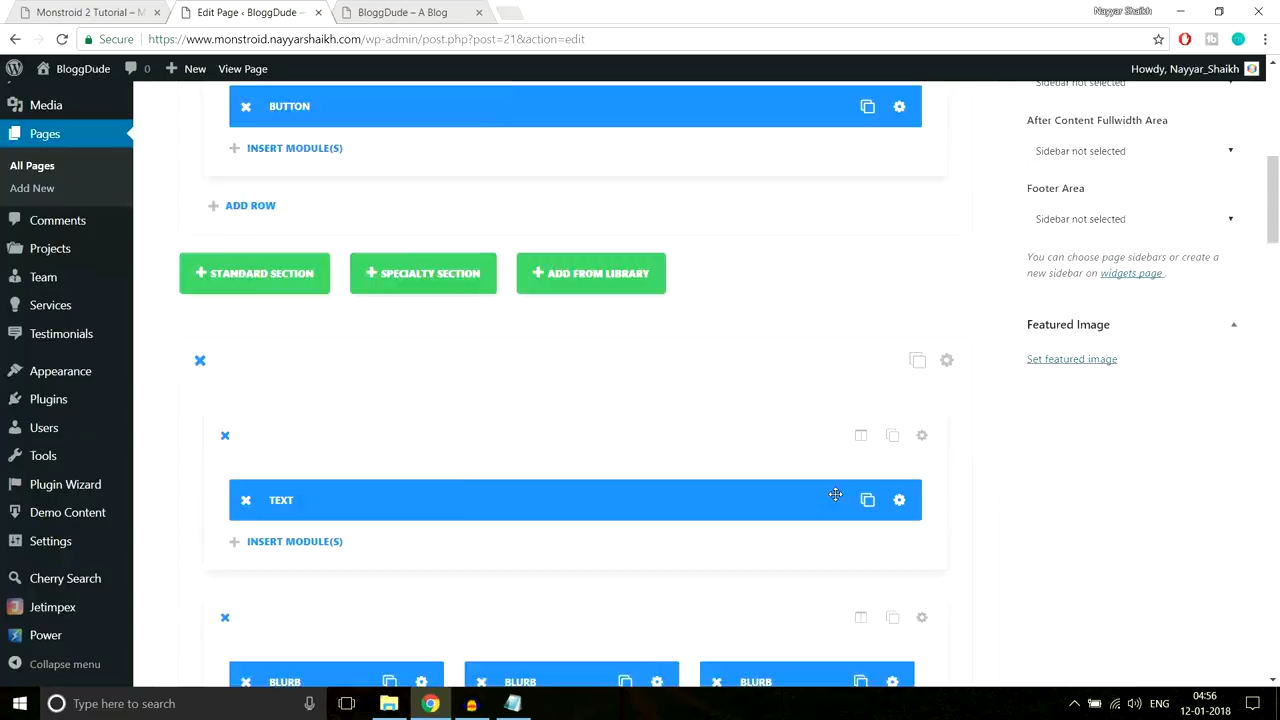 Monstroid 2 Tutorial – M
Edit Page ‹ BloggDude —
BloggDude – A Blog
Nayyar Shaikh
Secure
https://www.monstroid.nayyarshaikh.com/wp-admin/post.php?post=21&action=edit
BloggDude
0
New
View Page
Howdy, Nayyar_Shaikh
Media
Pages
All Pages
Add New
Comments
Projects
Team
Services
Testimonials
Appearance
Plugins
Users
Tools
Plugin Wizard
Demo Content
Settings
Cherry Search
Jetimpex
Power
Collapse menu
BUTTON
INSERT MODULE(S)
ADD ROW
STANDARD SECTION
SPECIALTY SECTION
ADD FROM LIBRARY
TEXT
INSERT MODULE(S)
BLURB
BLURB
BLURB
Sidebar not selected
After Content Fullwidth Area
Sidebar not selected
Footer Area
Sidebar not selected
You can choose page sidebars or create a
new sidebar on widgets page .
Featured Image
Set featured image
Type here to search
ENG
04:56
12-01-2018